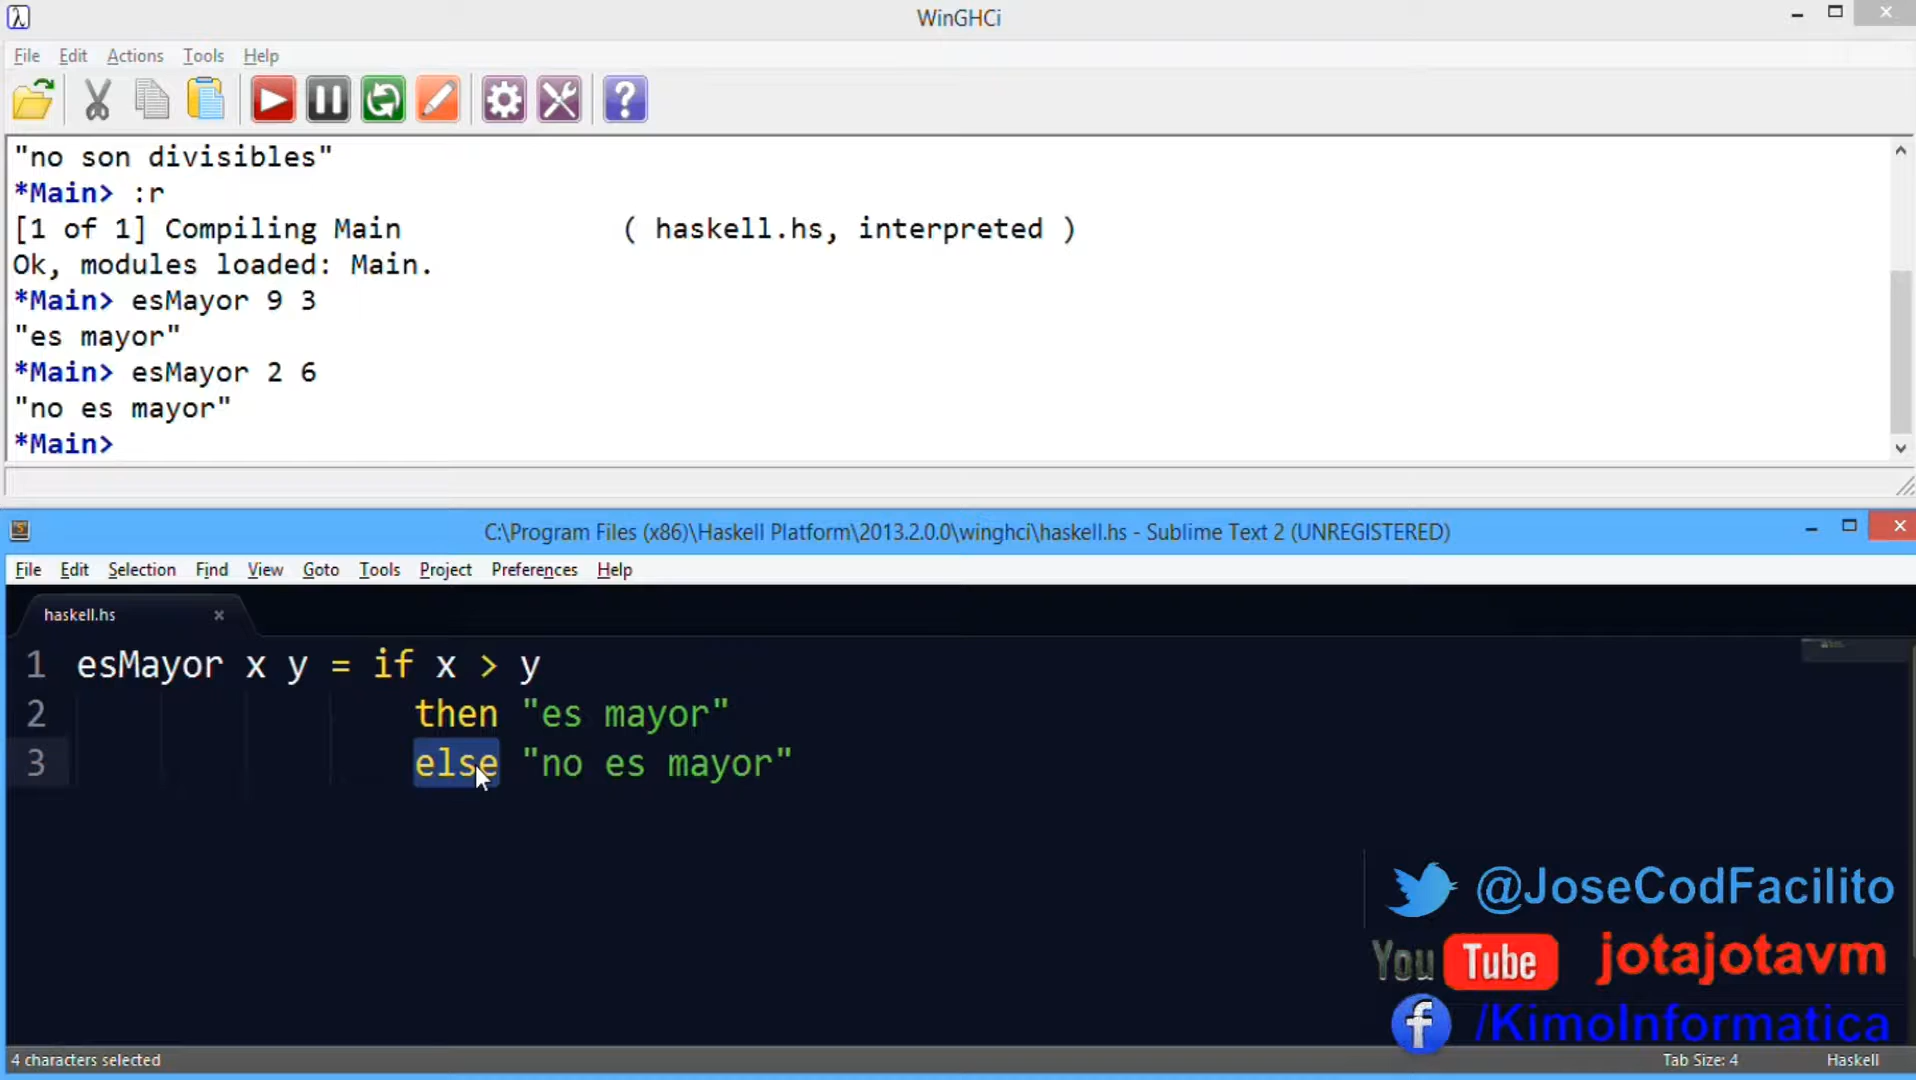 WinGHCi
File Edit Actions Tools Help
"no son divisibles"
*Main> :r
[1 of 1] Compiling Main ( haskell.hs, interpreted )
Ok, modules loaded: Main.
*Main> esMayor 9 3
"es mayor"
*Main> esMayor 2 6
"no es mayor"
*Main>
C:\Program Files (x86)\Haskell Platform\2013.2.0.0\winghci\haskell.hs - Sublime Text 2 (UNREGISTERED)
File Edit Selection Find View Goto Tools Project Preferences Help
haskell.hs ×
1 esMayor x y = if x > y
2 then "es mayor"
3 else "no es mayor"
@JoseCodFacilito
You Tube jotajotavm
f /KimoInformatica
4 characters selected Tab Size: 4 Haskell